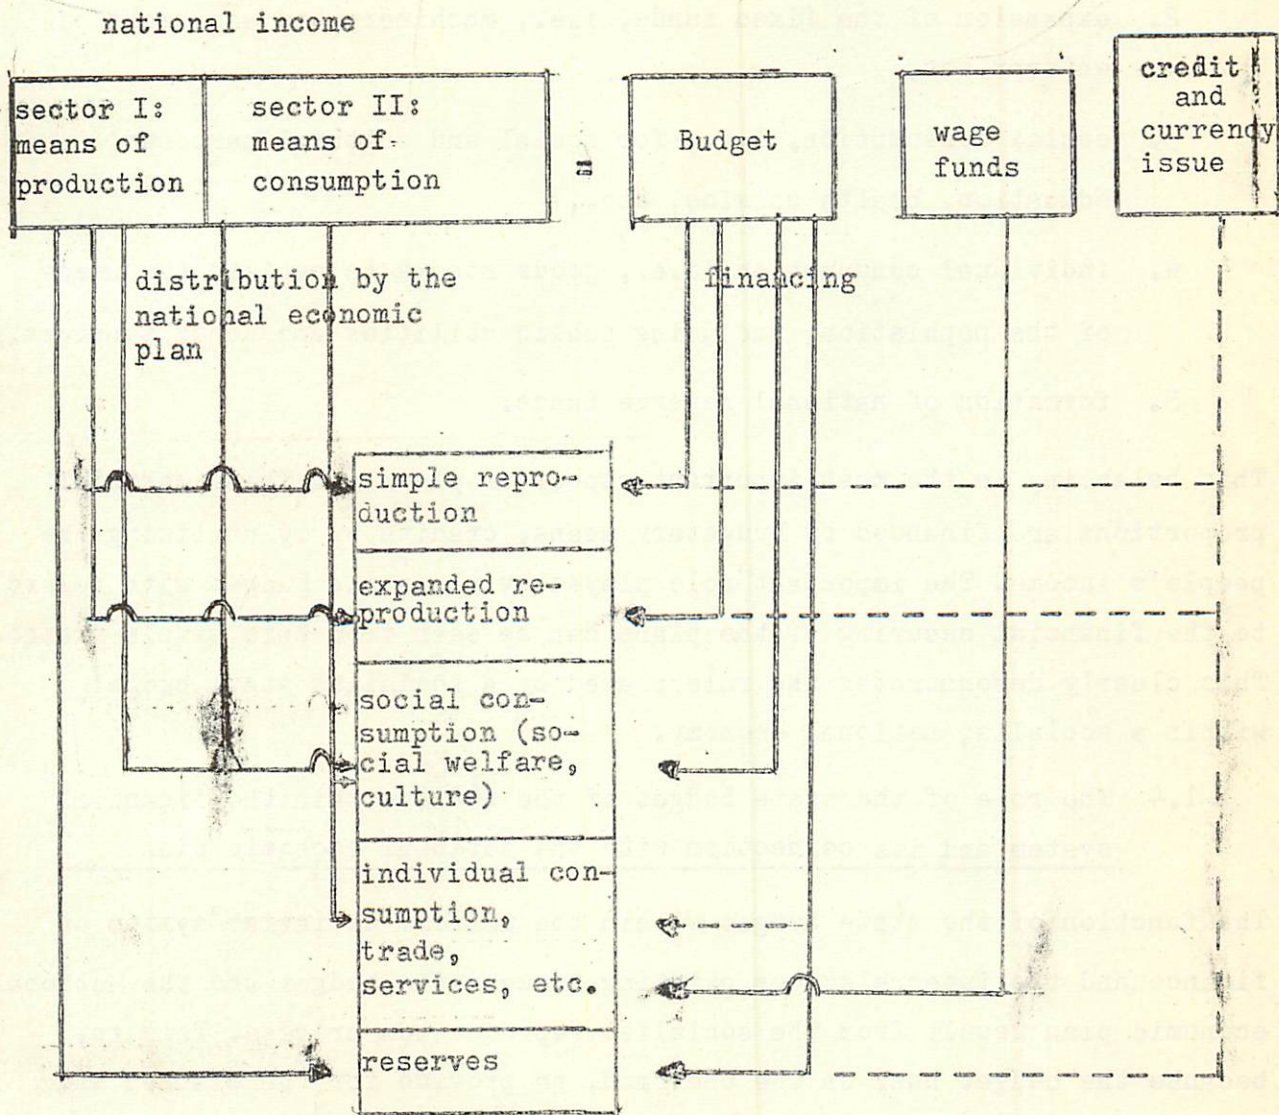 national income
sector I:
means of
production
sector II:
means of
consumption
=
Budget
wage
funds
credit
and
currency
issue
distribution by the
national economic
plan
financing
simple repro-
duction
expanded re-
production
social con-
sumption (so-
cial welfare,
culture)
individual con-
sumption,
trade,
services, etc.
reserves